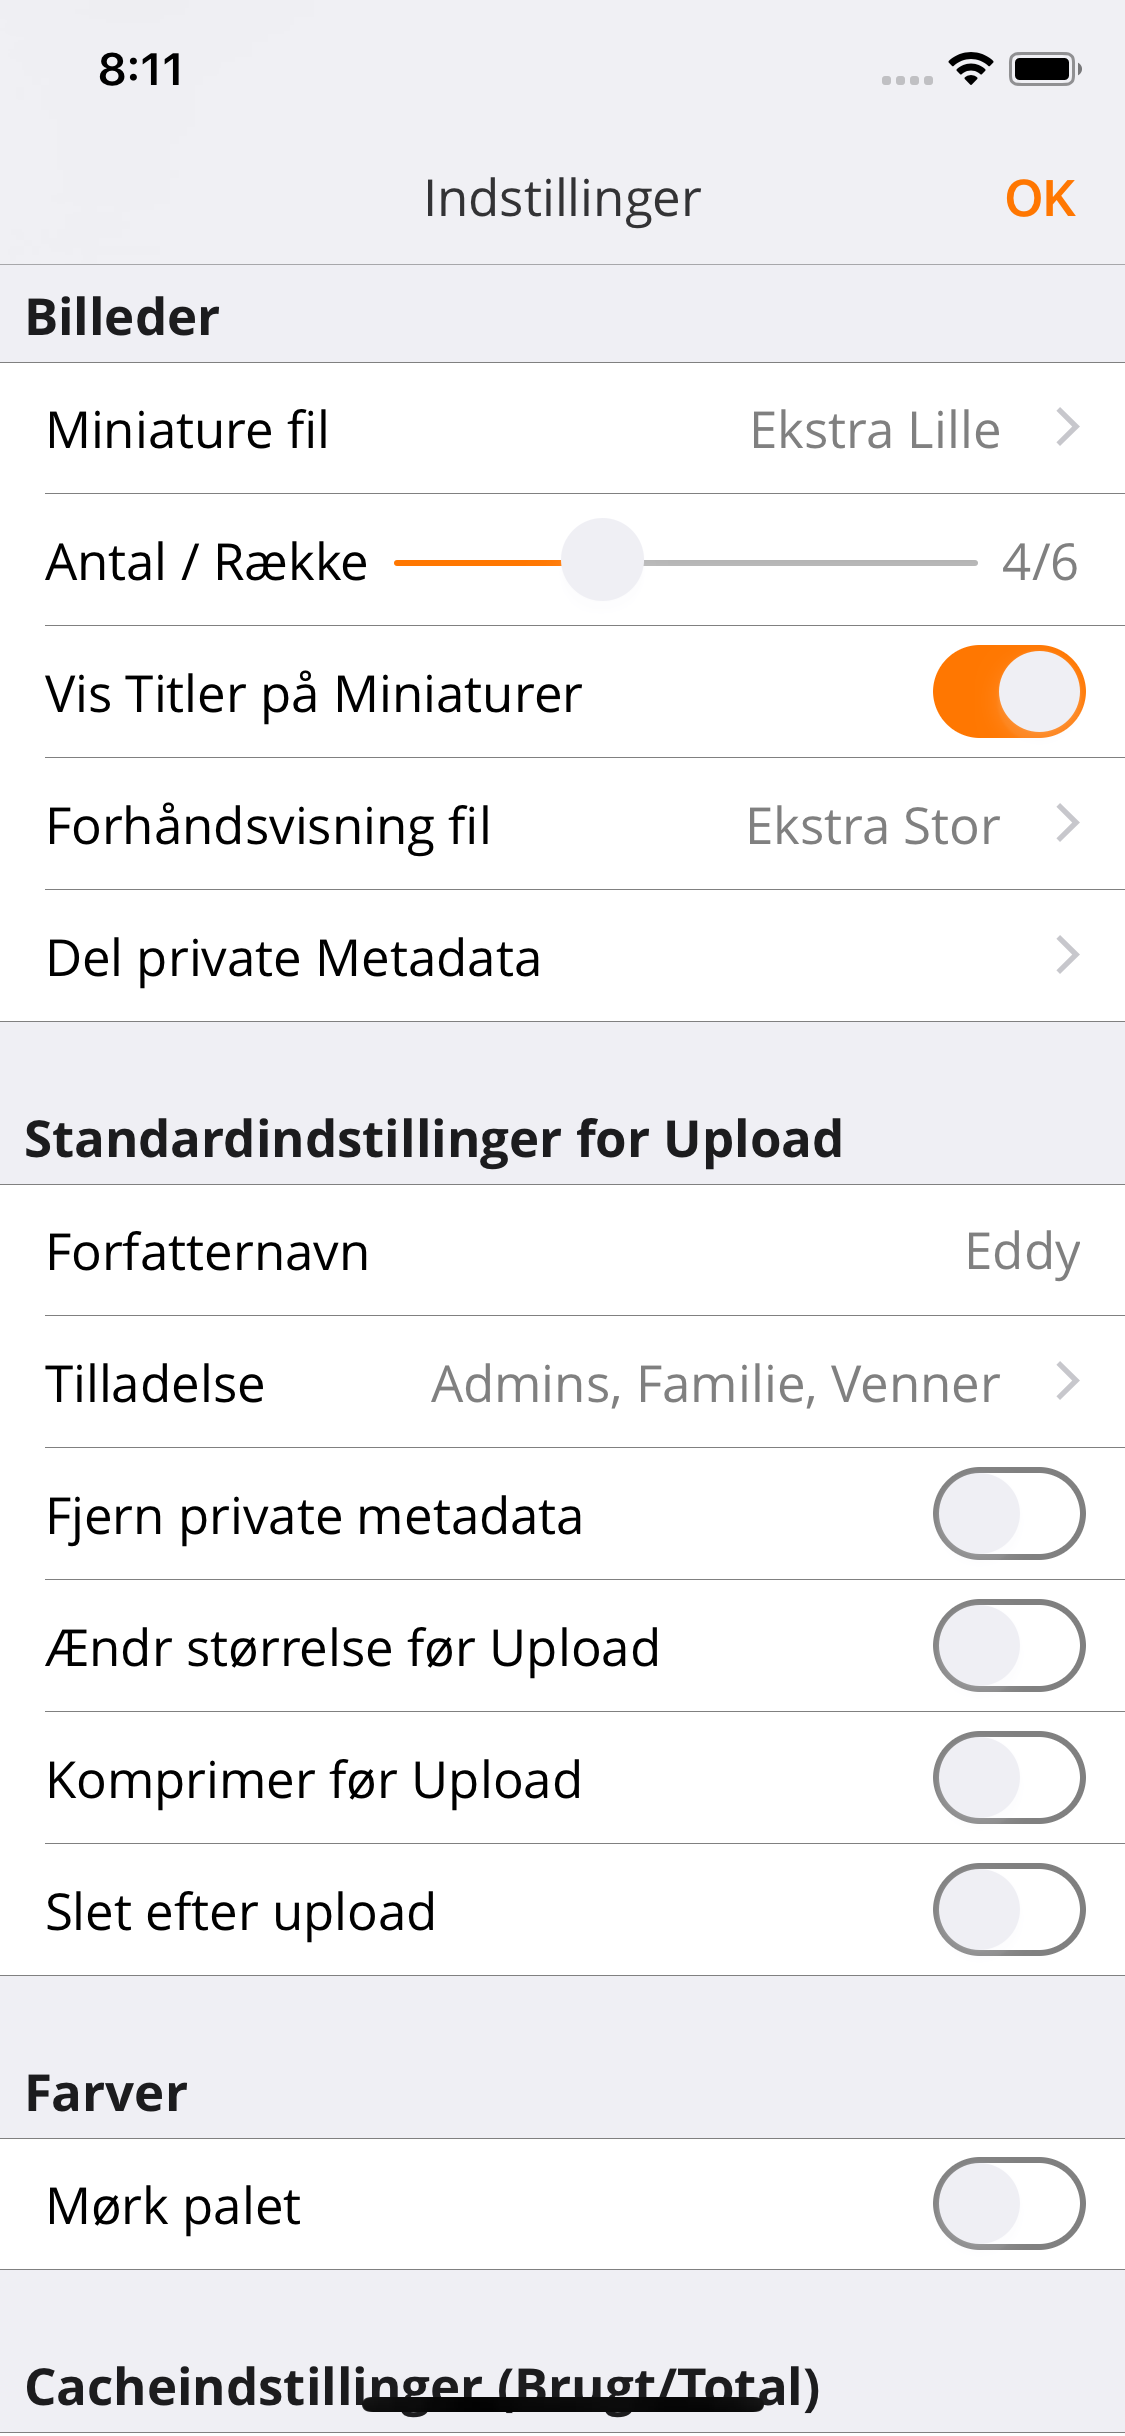 8:11
Indstillinger
OK
Billeder
Miniature fil Ekstra Lille
Antal / Række 4/6
Vis Titler på Miniaturer
Forhåndsvisning fil Ekstra Stor
Del private Metadata
Standardindstillinger for Upload
Forfatternavn Eddy
Tilladelse Admins, Familie, Venner
Fjern private metadata
Ændr størrelse før Upload
Komprimer før Upload
Slet efter upload
Farver
Mørk palet
Cacheindstillinger (Brugt/Total)